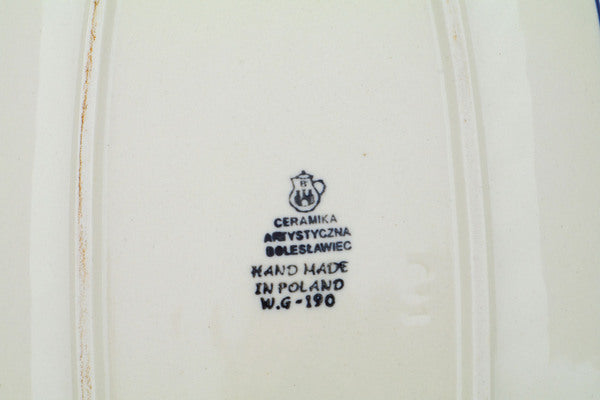 B
CERAMIKA
ARTYSTYCZNA
BOLESŁAWIEC
HAND MADE
IN POLAND
W.G-190